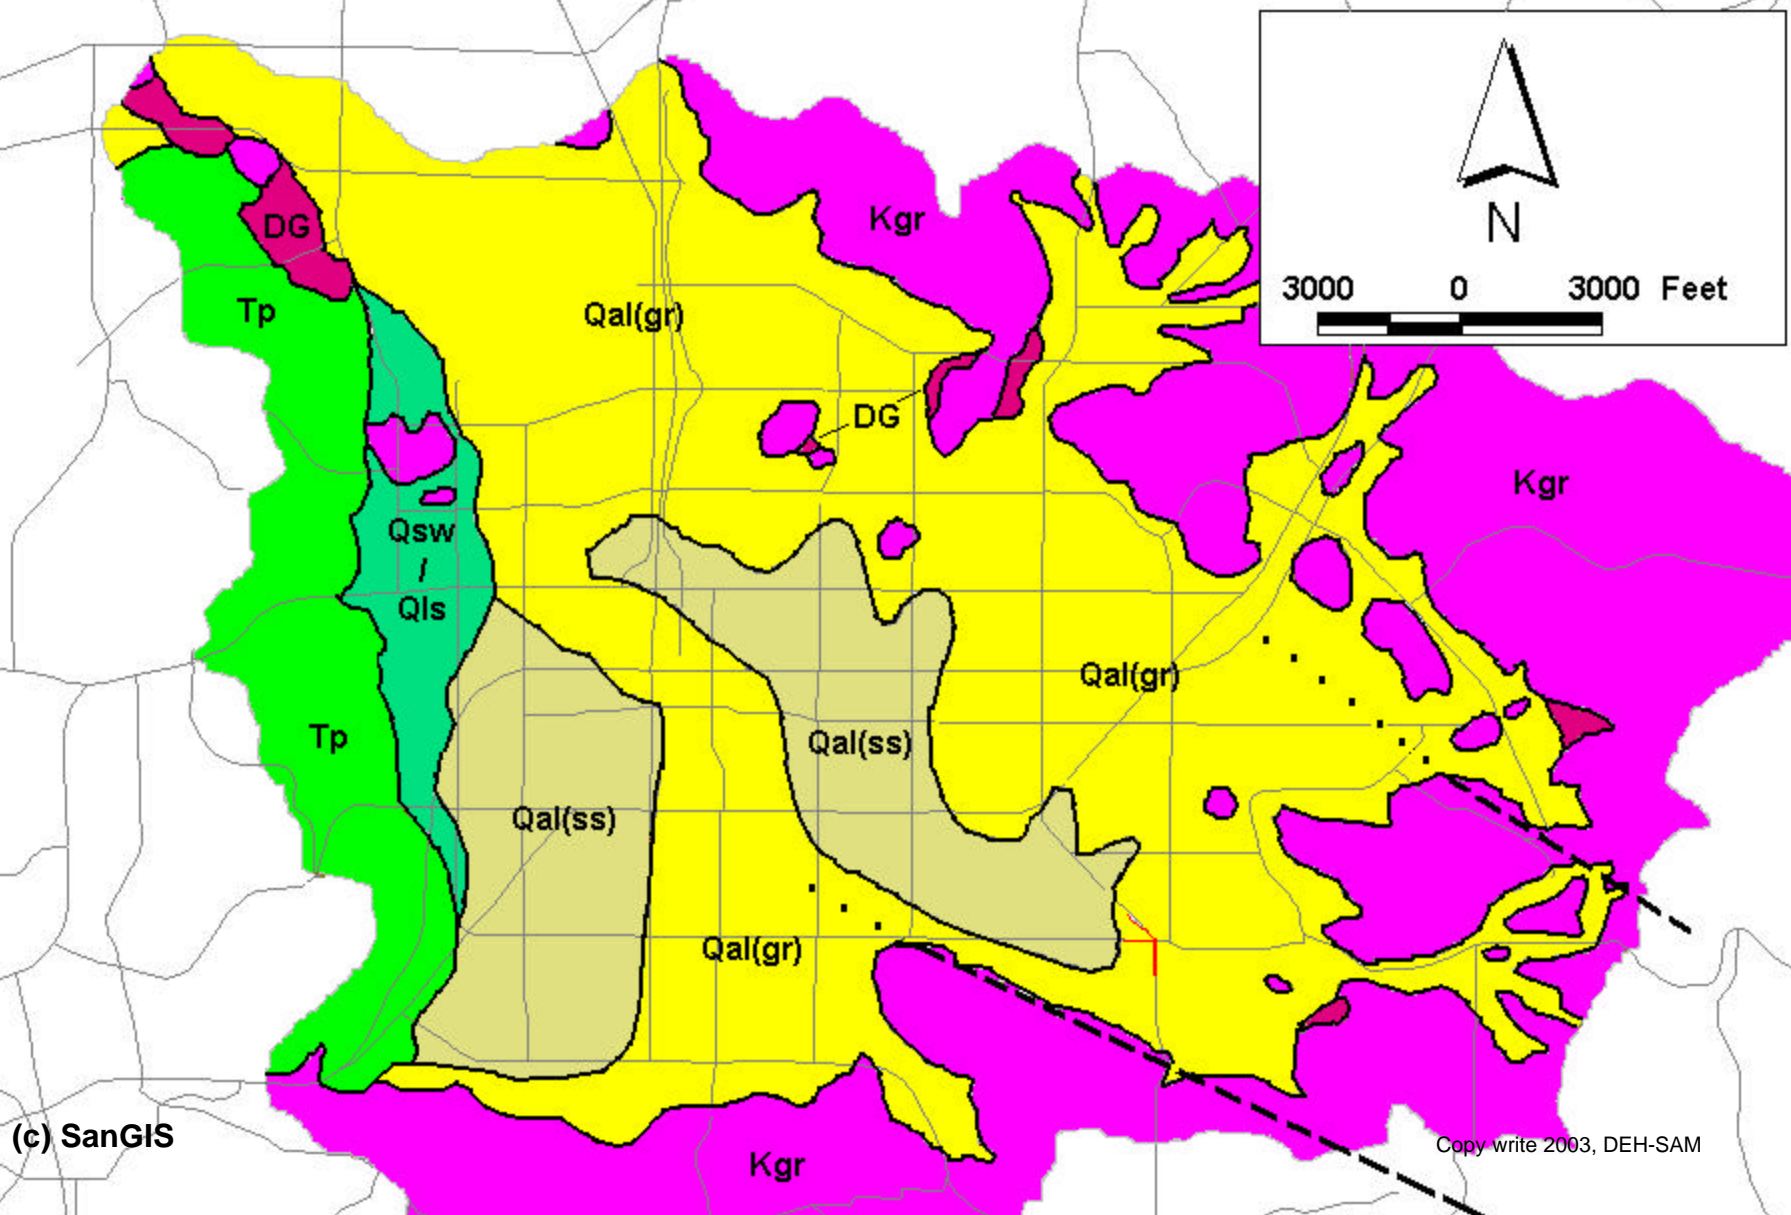 N
3000 0 3000 Feet
Kgr
DG
Tp
Qal(gr)
DG
Kgr
Qsw
/
Qls
Qal(gr)
Tp
Qal(ss)
Qal(ss)
Qal(gr)
(c) SanGIS
Kgr
Copy write 2003, DEH-SAM